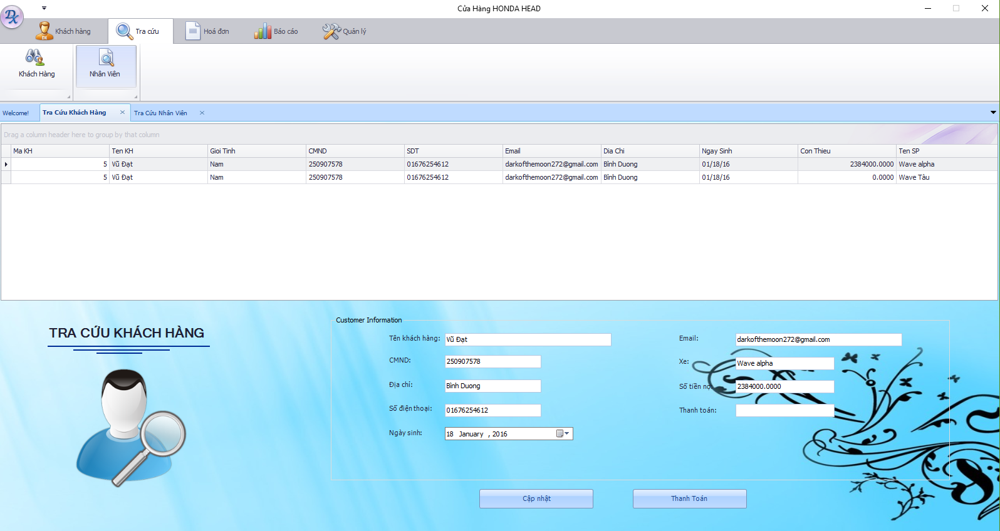 Cửa Hàng HONDA HEAD
Khách hàng Tra cứu Hoá đơn Báo cáo Quản lý
Khách Hàng Nhân Viên
Welcome! Tra Cứu Khách Hàng Tra Cứu Nhân Viên
Drag a column header here to group by that column
Ma KH Ten KH Gioi Tinh CMND SDT Email Dia Chi Ngay Sinh Con Thieu Ten SP
5 Vũ Đạt Nam 250907578 01676254612 darkofthemoon272@gmail.com Bình Duong 01/18/16 2384000.0000 Wave alpha
5 Vũ Đạt Nam 250907578 01676254612 darkofthemoon272@gmail.com Bình Duong 01/18/16 0.0000 Wave Tàu
TRA CỨU KHÁCH HÀNG
Customer Information
Tên khách hàng: Vũ Đạt
CMND: 250907578
Địa chỉ: Bình Duong
Số điện thoại: 01676254612
Ngày sinh: 18 January , 2016
Email: darkofthemoon272@gmail.com
Xe: Wave alpha
Số tiền nợ: 2384000.0000
Thanh toán:
Cập nhật Thanh Toán